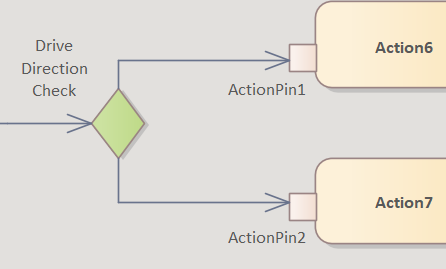 Drive
Direction
Check
Action6
ActionPin1
Action7
ActionPin2